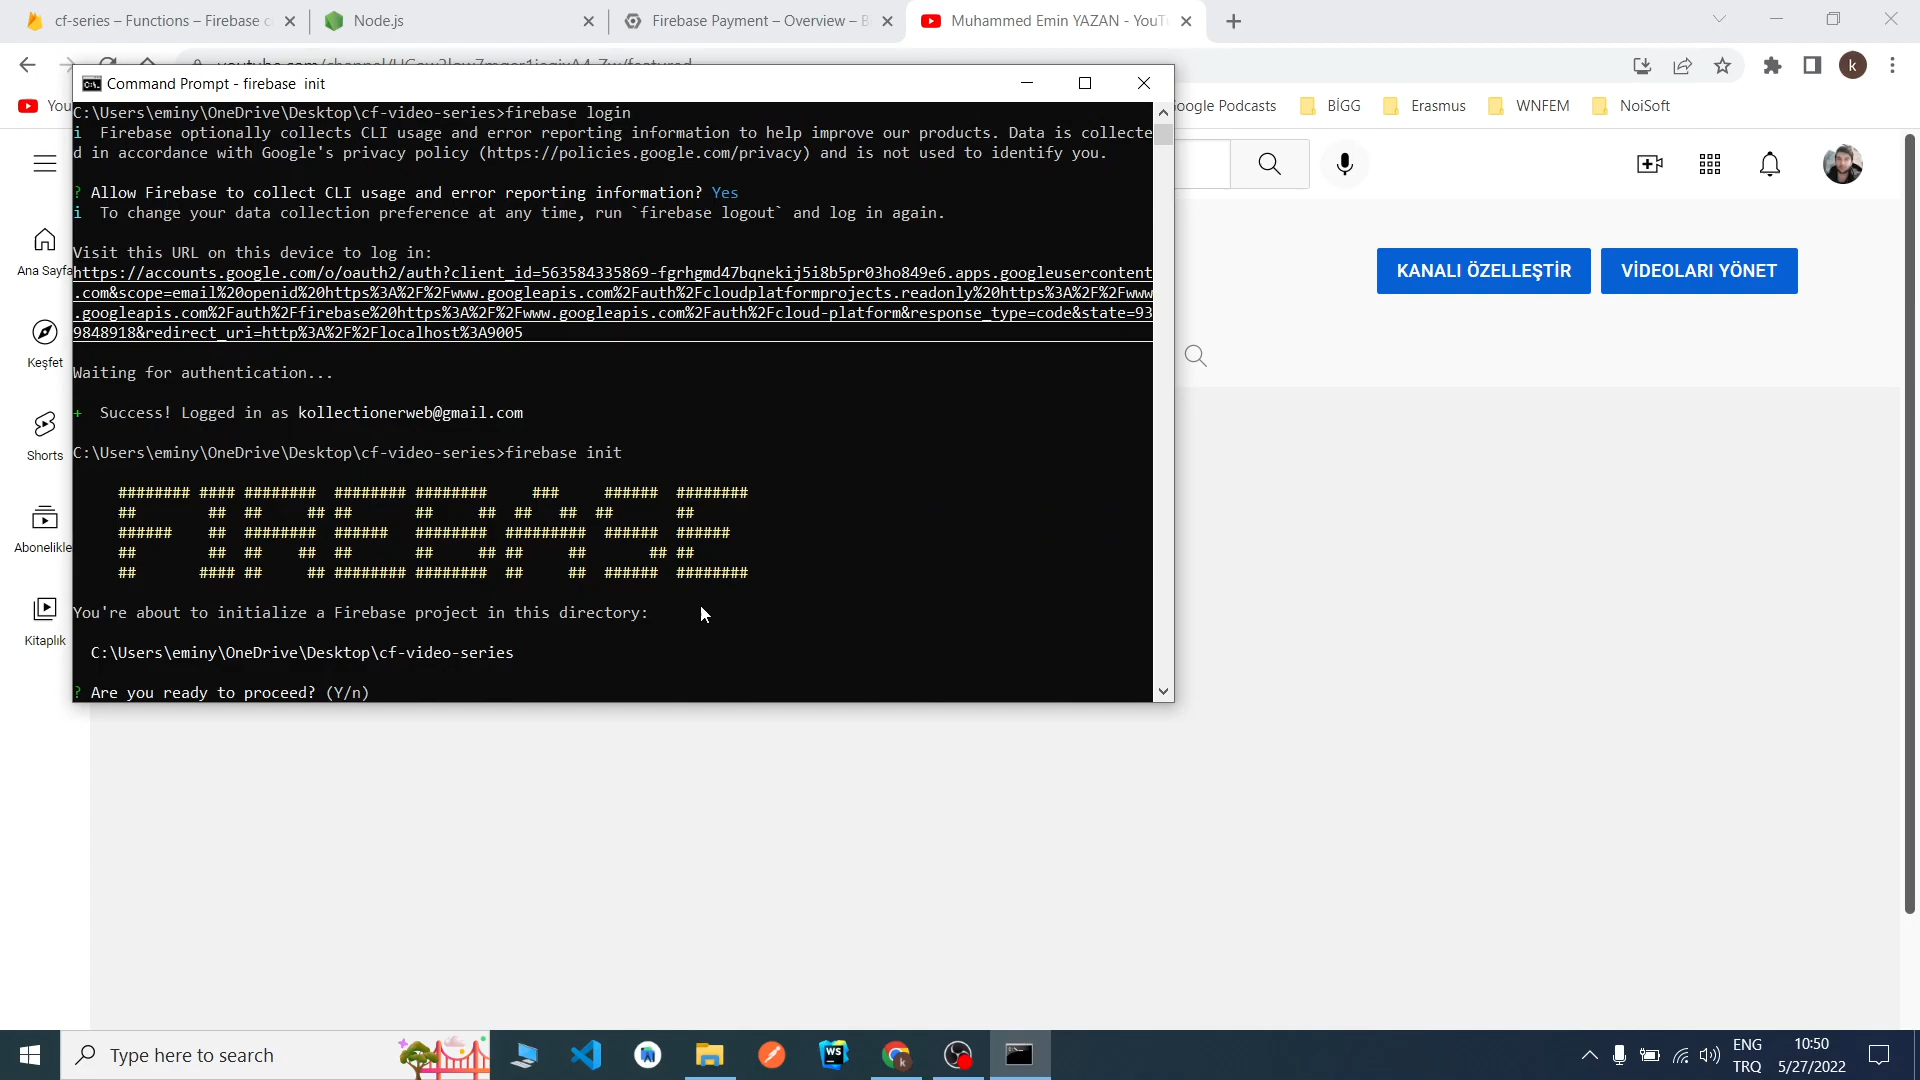 cf-series – Functions – Firebase c
Node.js
Firebase Payment – Overview – B
Muhammed Emin YAZAN - YouT
k
You
Google Podcasts
BİGG
Erasmus
WNFEM
NoiSoft
Command Prompt - firebase init
C:\Users\eminy\OneDrive\Desktop\cf-video-series>firebase login
i Firebase optionally collects CLI usage and error reporting information to help improve our products. Data is collecte
d in accordance with Google's privacy policy (https://policies.google.com/privacy) and is not used to identify you.
? Allow Firebase to collect CLI usage and error reporting information? Yes
i To change your data collection preference at any time, run `firebase logout` and log in again.
Visit this URL on this device to log in:
https://accounts.google.com/o/oauth2/auth?client_id=563584335869-fgrhgmd47bqnekij5i8b5pr03ho849e6.apps.googleusercontent
.com&scope=email%20openid%20https%3A%2F%2Fwww.googleapis.com%2Fauth%2Fcloudplatformprojects.readonly%20https%3A%2F%2Fwww
.googleapis.com%2Fauth%2Ffirebase%20https%3A%2F%2Fwww.googleapis.com%2Fauth%2Fcloud-platform&response_type=code&state=93
9848918&redirect_uri=http%3A%2F%2Flocalhost%3A9005
Waiting for authentication...
+ Success! Logged in as kollectionerweb@gmail.com
C:\Users\eminy\OneDrive\Desktop\cf-video-series>firebase init
FIREBASE
You're about to initialize a Firebase project in this directory:
C:\Users\eminy\OneDrive\Desktop\cf-video-series
? Are you ready to proceed? (Y/n)
Ana Sayfa
Keşfet
Shorts
Abonelikle
Kitaplık
KANALI ÖZELLEŞTİR
VİDEOLARI YÖNET
Type here to search
WS
k
ENG
TRQ
10:50
5/27/2022